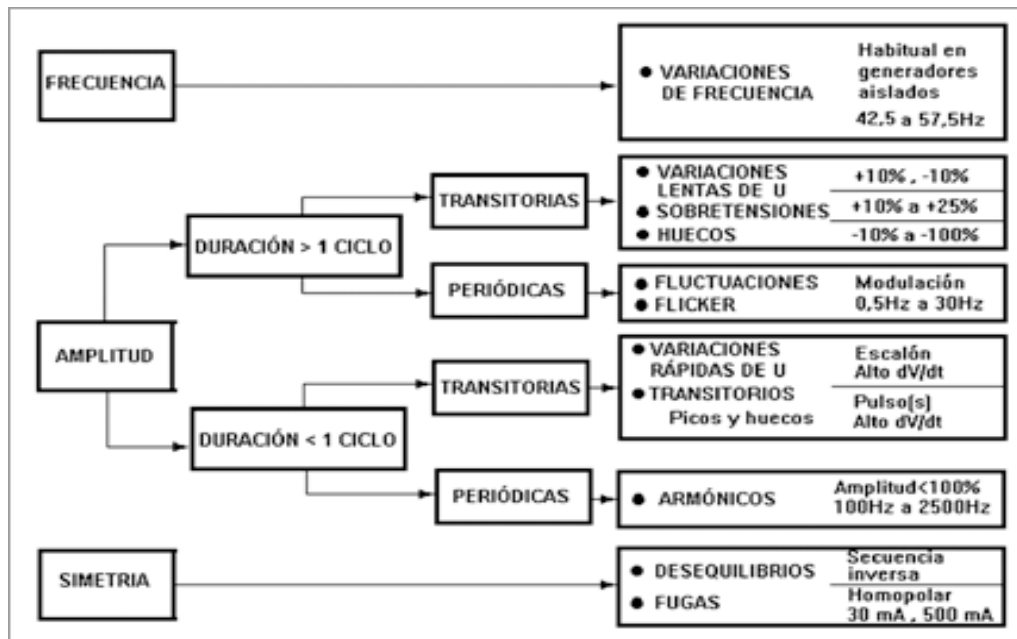 FRECUENCIA
● VARIACIONES
DE FRECUENCIA
Habitual en
generadores
aislados
42,5 a 57,5Hz
AMPLITUD
DURACIÓN > 1 CICLO
TRANSITORIAS
● VARIACIONES
LENTAS DE U
+10% , -10%
● SOBRETENSIONES
+10% a +25%
● HUECOS
-10% a -100%
PERIÓDICAS
● FLUCTUACIONES
● FLICKER
Modulación
0,5Hz a 30Hz
DURACIÓN < 1 CICLO
TRANSITORIAS
● VARIACIONES
RÁPIDAS DE U
Escalón
Alto dV/dt
● TRANSITORIOS
Picos y huecos
Pulso[s]
Alto dV/dt
PERIÓDICAS
● ARMÓNICOS
Amplitud<100%
100Hz a 2500Hz
SIMETRIA
● DESEQUILIBRIOS
Secuencia
inversa
● FUGAS
Homopolar
30 mA , 500 mA